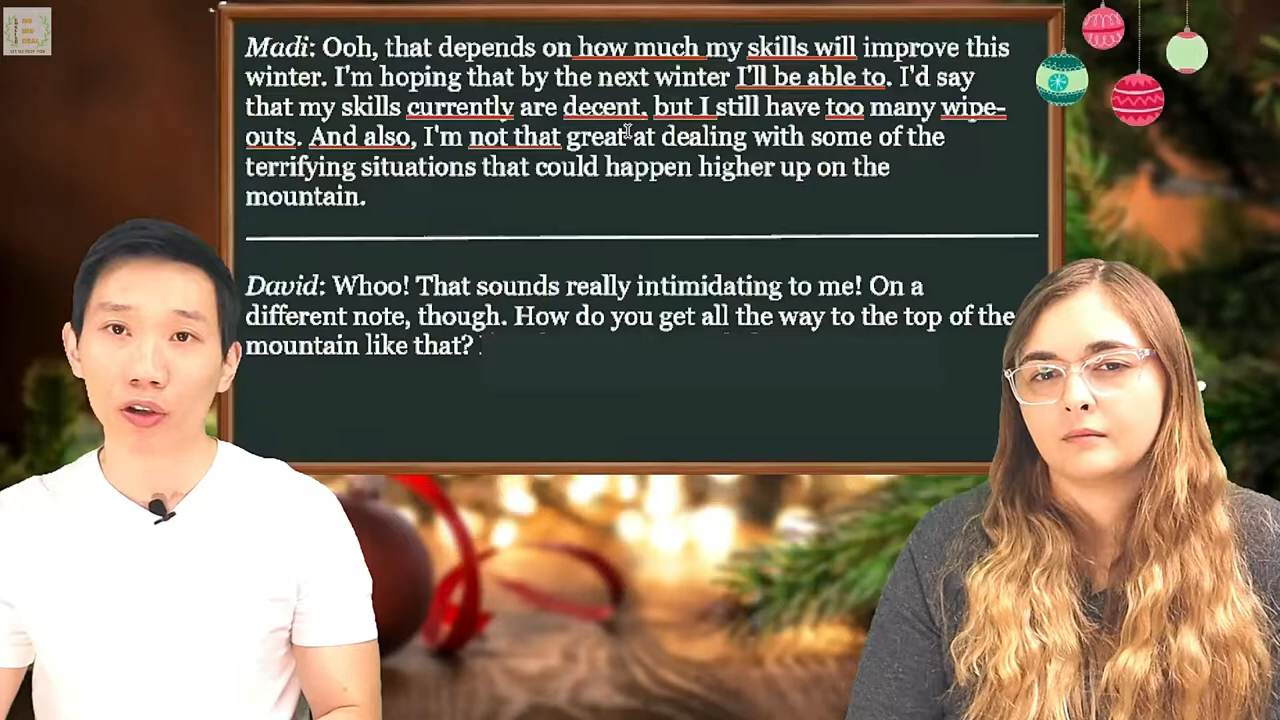 Madi: Ooh, that depends on how much my skills will improve this
winter. I'm hoping that by the next winter I'll be able to. I'd say
that my skills currently are decent, but I still have too many wipe-
outs. And also, I'm not that great at dealing with some of the
terrifying situations that could happen higher up on the
mountain.
David: Whoo! That sounds really intimidating to me! On a
different note, though. How do you get all the way to the top of the
mountain like that?